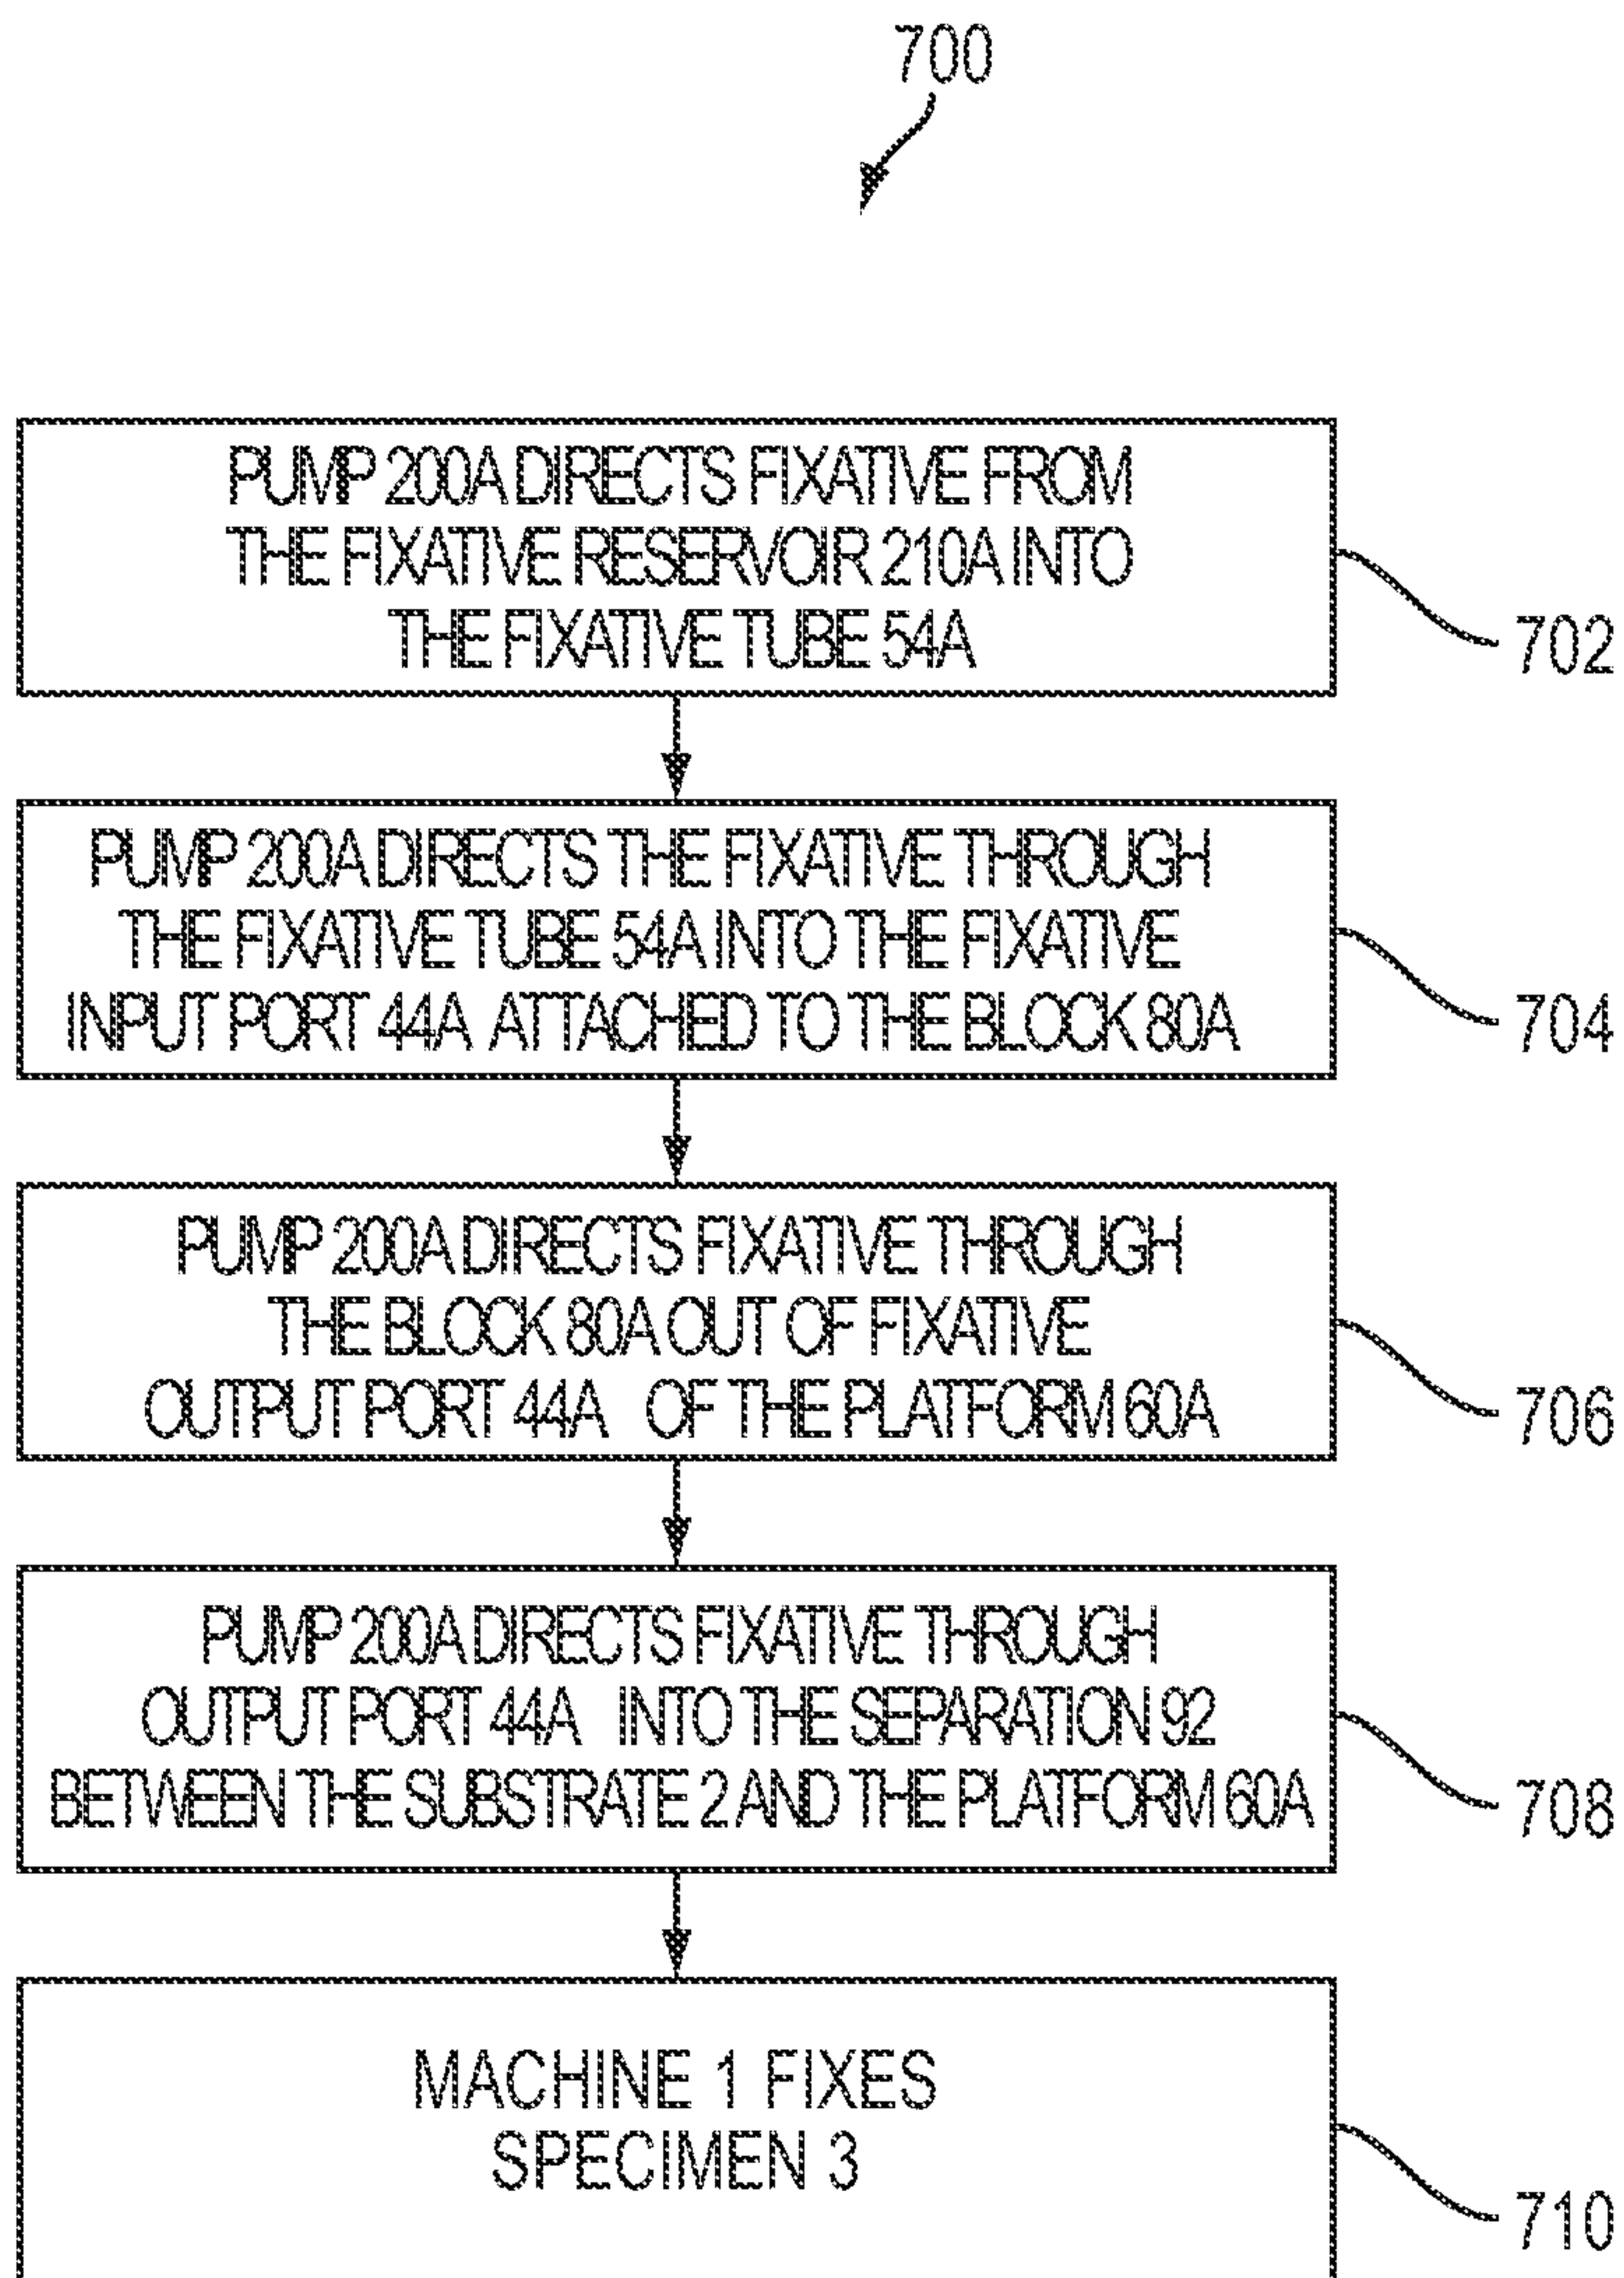 700
PUMP 200A DIRECTS FIXATIVE FROM
THE FIXATIVE RESERVOIR 210A INTO
THE FIXATIVE TUBE 54A
702
PUMP 200A DIRECTS THE FIXATIVE THROUGH
THE FIXATIVE TUBE 54A INTO THE FIXATIVE
INPUT PORT 44A ATTACHED TO THE BLOCK 80A
704
PUMP 200A DIRECTS FIXATIVE THROUGH
THE BLOCK 80A OUT OF FIXATIVE
OUTPUT PORT 44A OF THE PLATFORM 60A
706
PUMP 200A DIRECTS FIXATIVE THROUGH
OUTPUT PORT 44A INTO THE SEPARATION 92
BETWEEN THE SUBSTRATE 2 AND THE PLATFORM 60A
708
MACHINE 1 FIXES
SPECIMEN 3
710